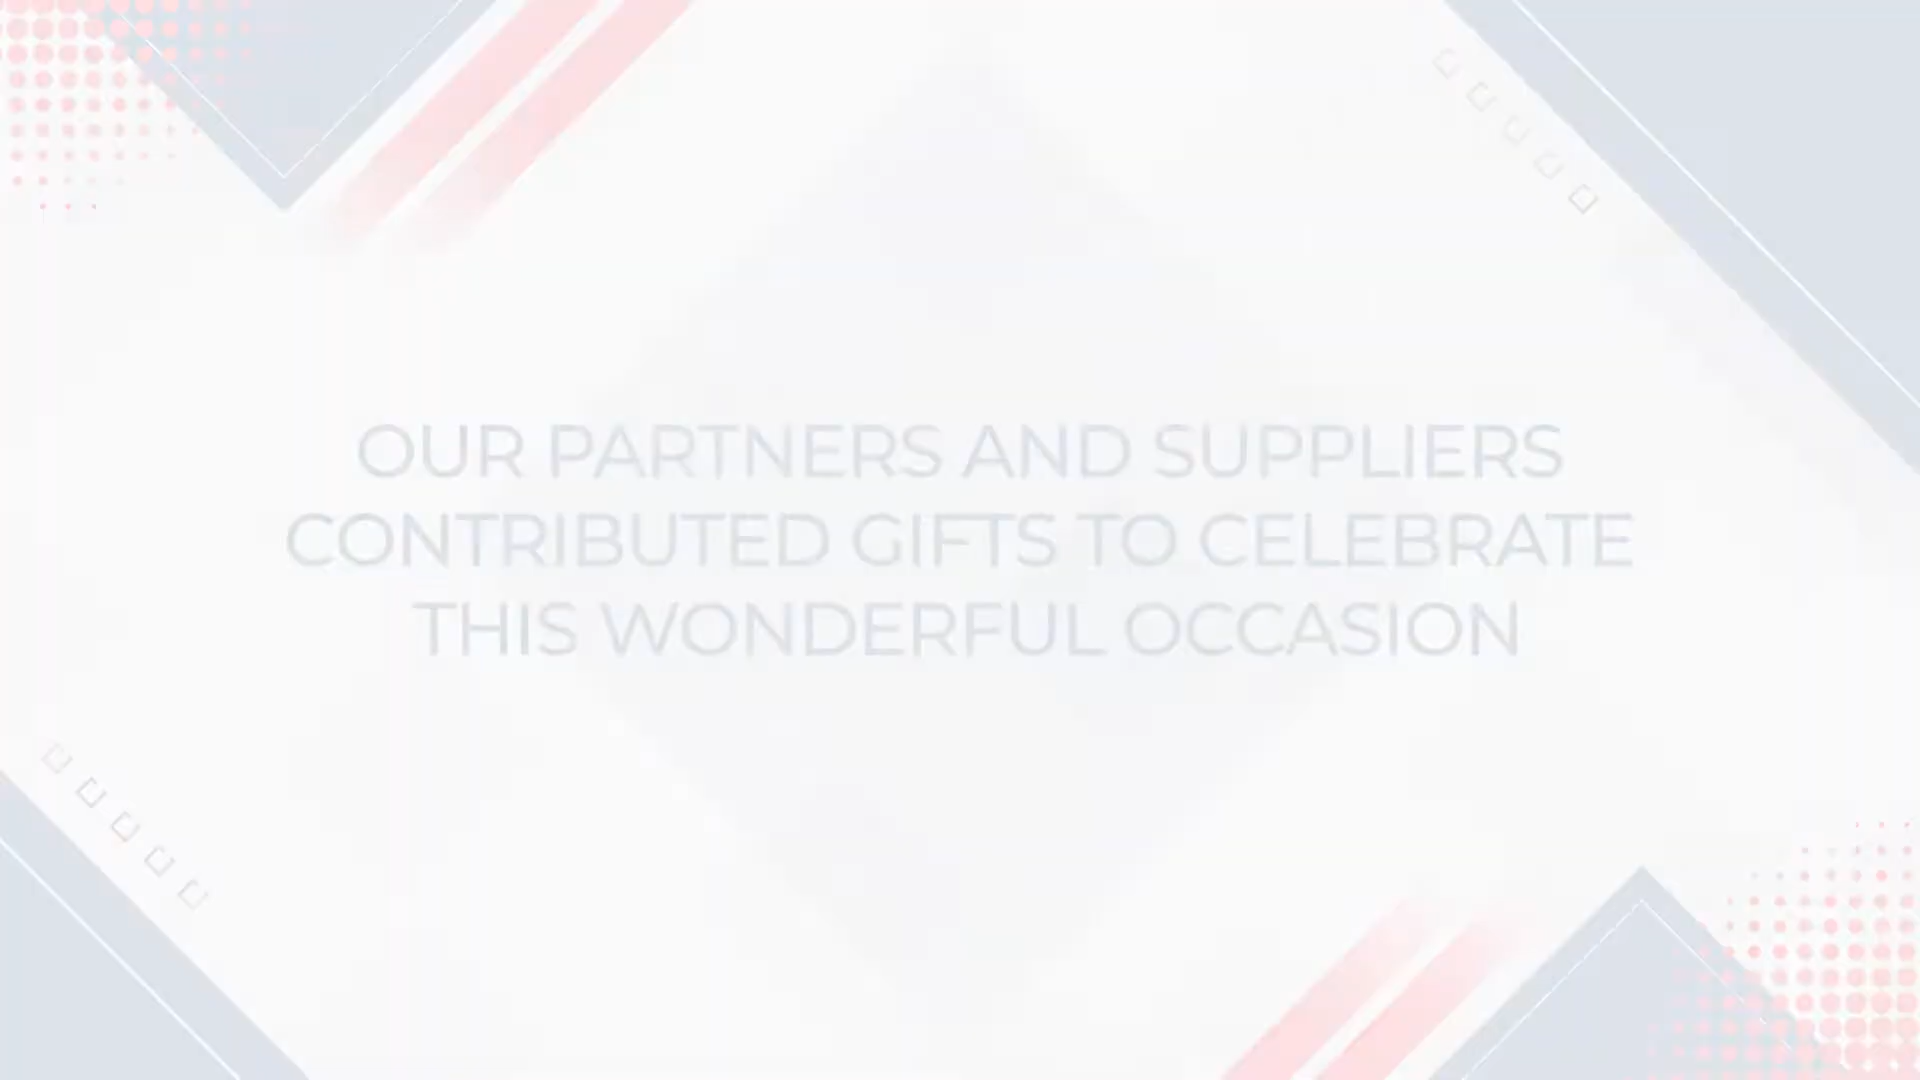 OUR PARTNERS AND SUPPLIERS
CONTRIBUTED GIFTS TO CELEBRATE
THIS WONDERFUL OCCASION